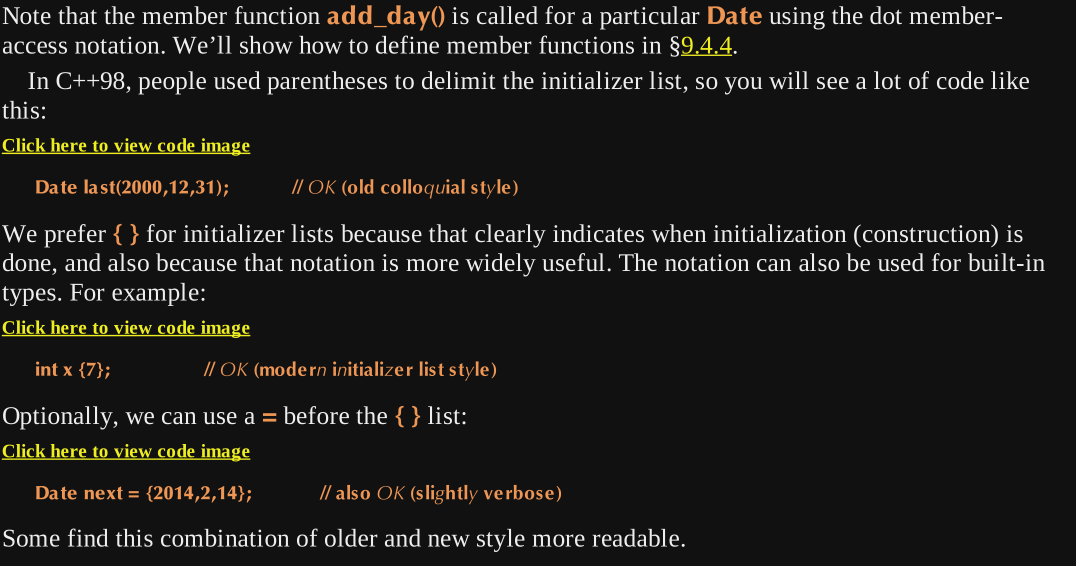 Note that the member function add_day() is called for a particular Date using the dot member-
access notation. We’ll show how to define member functions in §9.4.4.
In C++98, people used parentheses to delimit the initializer list, so you will see a lot of code like
this:
Click here to view code image
Date last(2000,12,31); // OK (old colloquial style)
We prefer { } for initializer lists because that clearly indicates when initialization (construction) is
done, and also because that notation is more widely useful. The notation can also be used for built-in
types. For example:
Click here to view code image
int x {7}; // OK (modern initializer list style)
Optionally, we can use a = before the { } list:
Click here to view code image
Date next = {2014,2,14}; // also OK (slightly verbose)
Some find this combination of older and new style more readable.